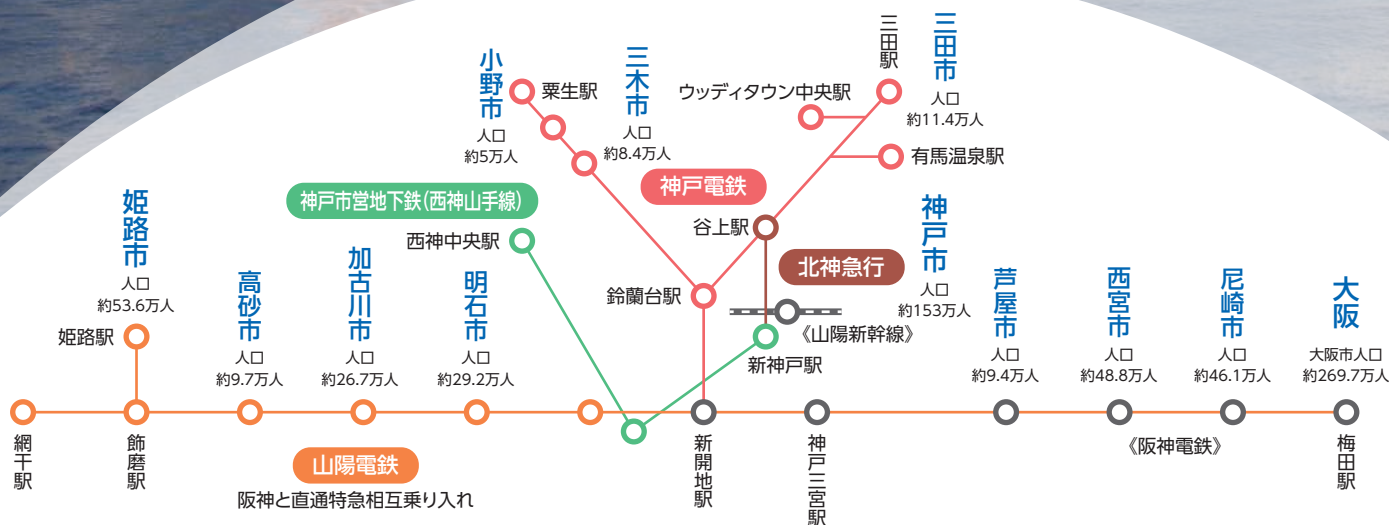 小野市
人口
約5万人
粟生駅
三木市
人口
約8.4万人
ウッディタウン中央駅
三田駅
三田市
人口
約11.4万人
有馬温泉駅
神戸電鉄
神戸市営地下鉄(西神山手線)
西神中央駅
谷上駅
北神急行
鈴蘭台駅
《山陽新幹線》
新神戸駅
神戸市
人口
約153万人
姫路市
人口
約53.6万人
姫路駅
高砂市
人口
約9.7万人
加古川市
人口
約26.7万人
明石市
人口
約29.2万人
芦屋市
人口
約9.4万人
西宮市
人口
約48.8万人
尼崎市
人口
約46.1万人
大阪
大阪市人口
約269.7万人
網干駅
飾磨駅
山陽電鉄
阪神と直通特急相互乗り入れ
新開地駅
神戸三宮駅
《阪神電鉄》
梅田駅